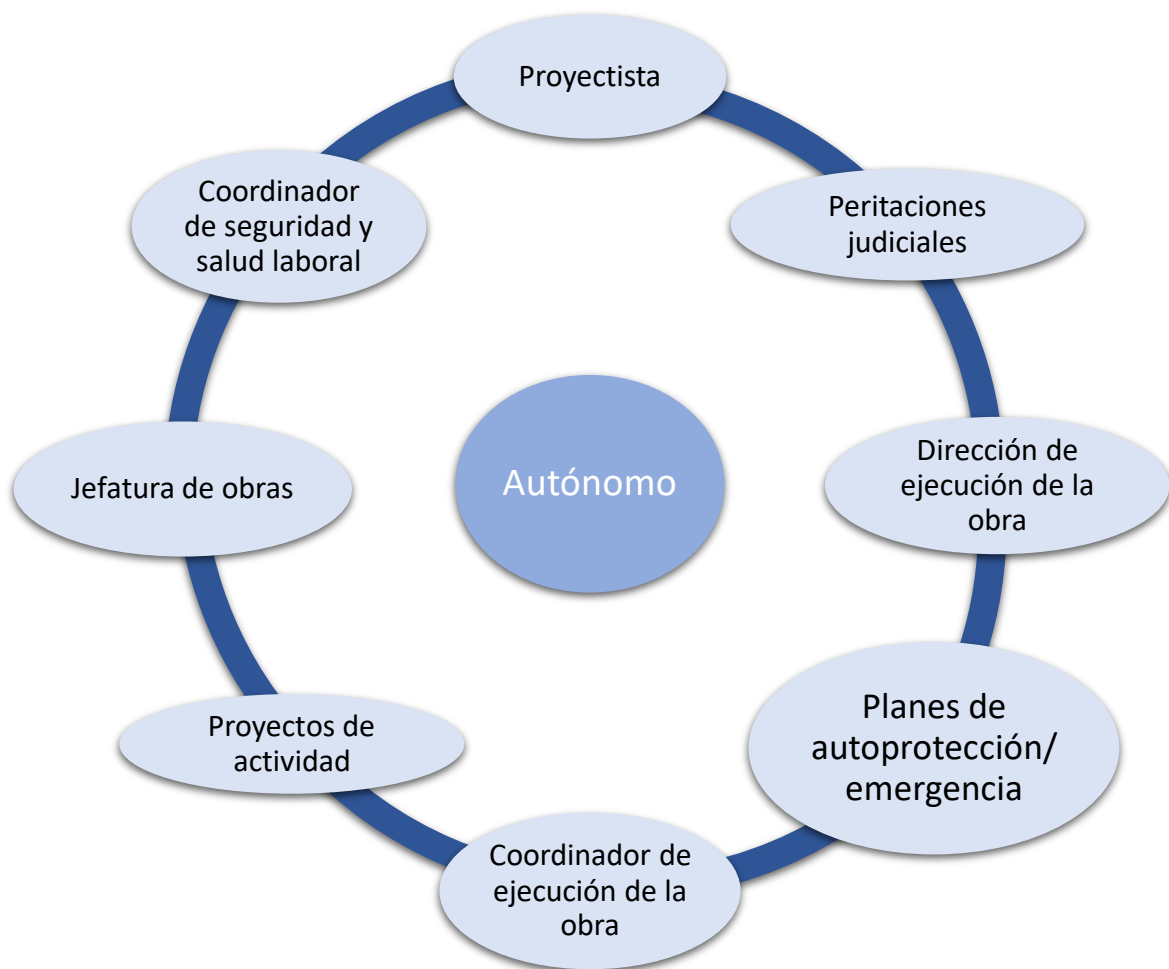 Proyectista
Peritaciones
judiciales
Dirección de
ejecución de la
obra
Planes de
autoprotección/
emergencia
Coordinador de
ejecución de la
obra
Proyectos de
actividad
Jefatura de obras
Coordinador
de seguridad y
salud laboral
Autónomo